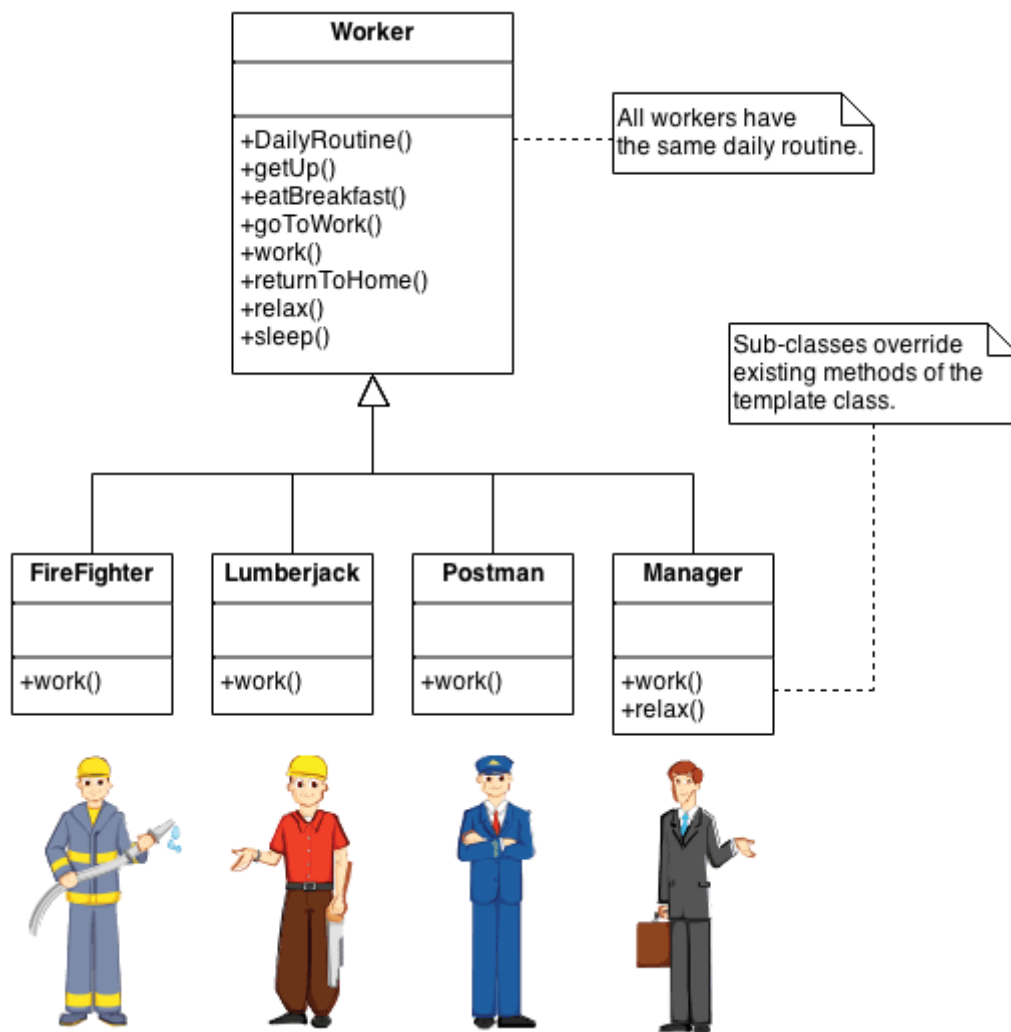 Worker
+DailyRoutine()
+getUp()
+eatBreakfast()
+goToWork()
+work()
+returnToHome()
+relax()
+sleep()
All workers have
the same daily routine.
Sub-classes override
existing methods of the
template class.
FireFighter
+work()
Lumberjack
+work()
Postman
+work()
Manager
+work()
+relax()